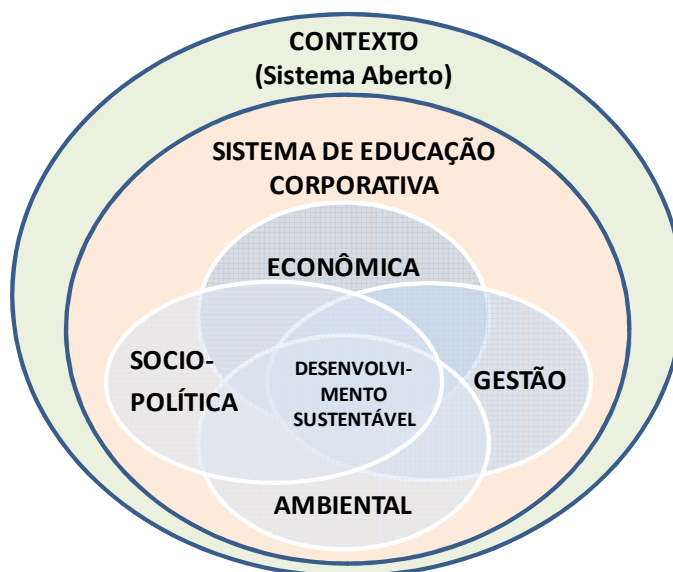 CONTEXTO
(Sistema Aberto)
SISTEMA DE EDUCAÇÃO
CORPORATIVA
ECONÔMICA
SOCIO-
POLÍTICA
DESENVOLVI-
MENTO
SUSTENTÁVEL
GESTÃO
AMBIENTAL